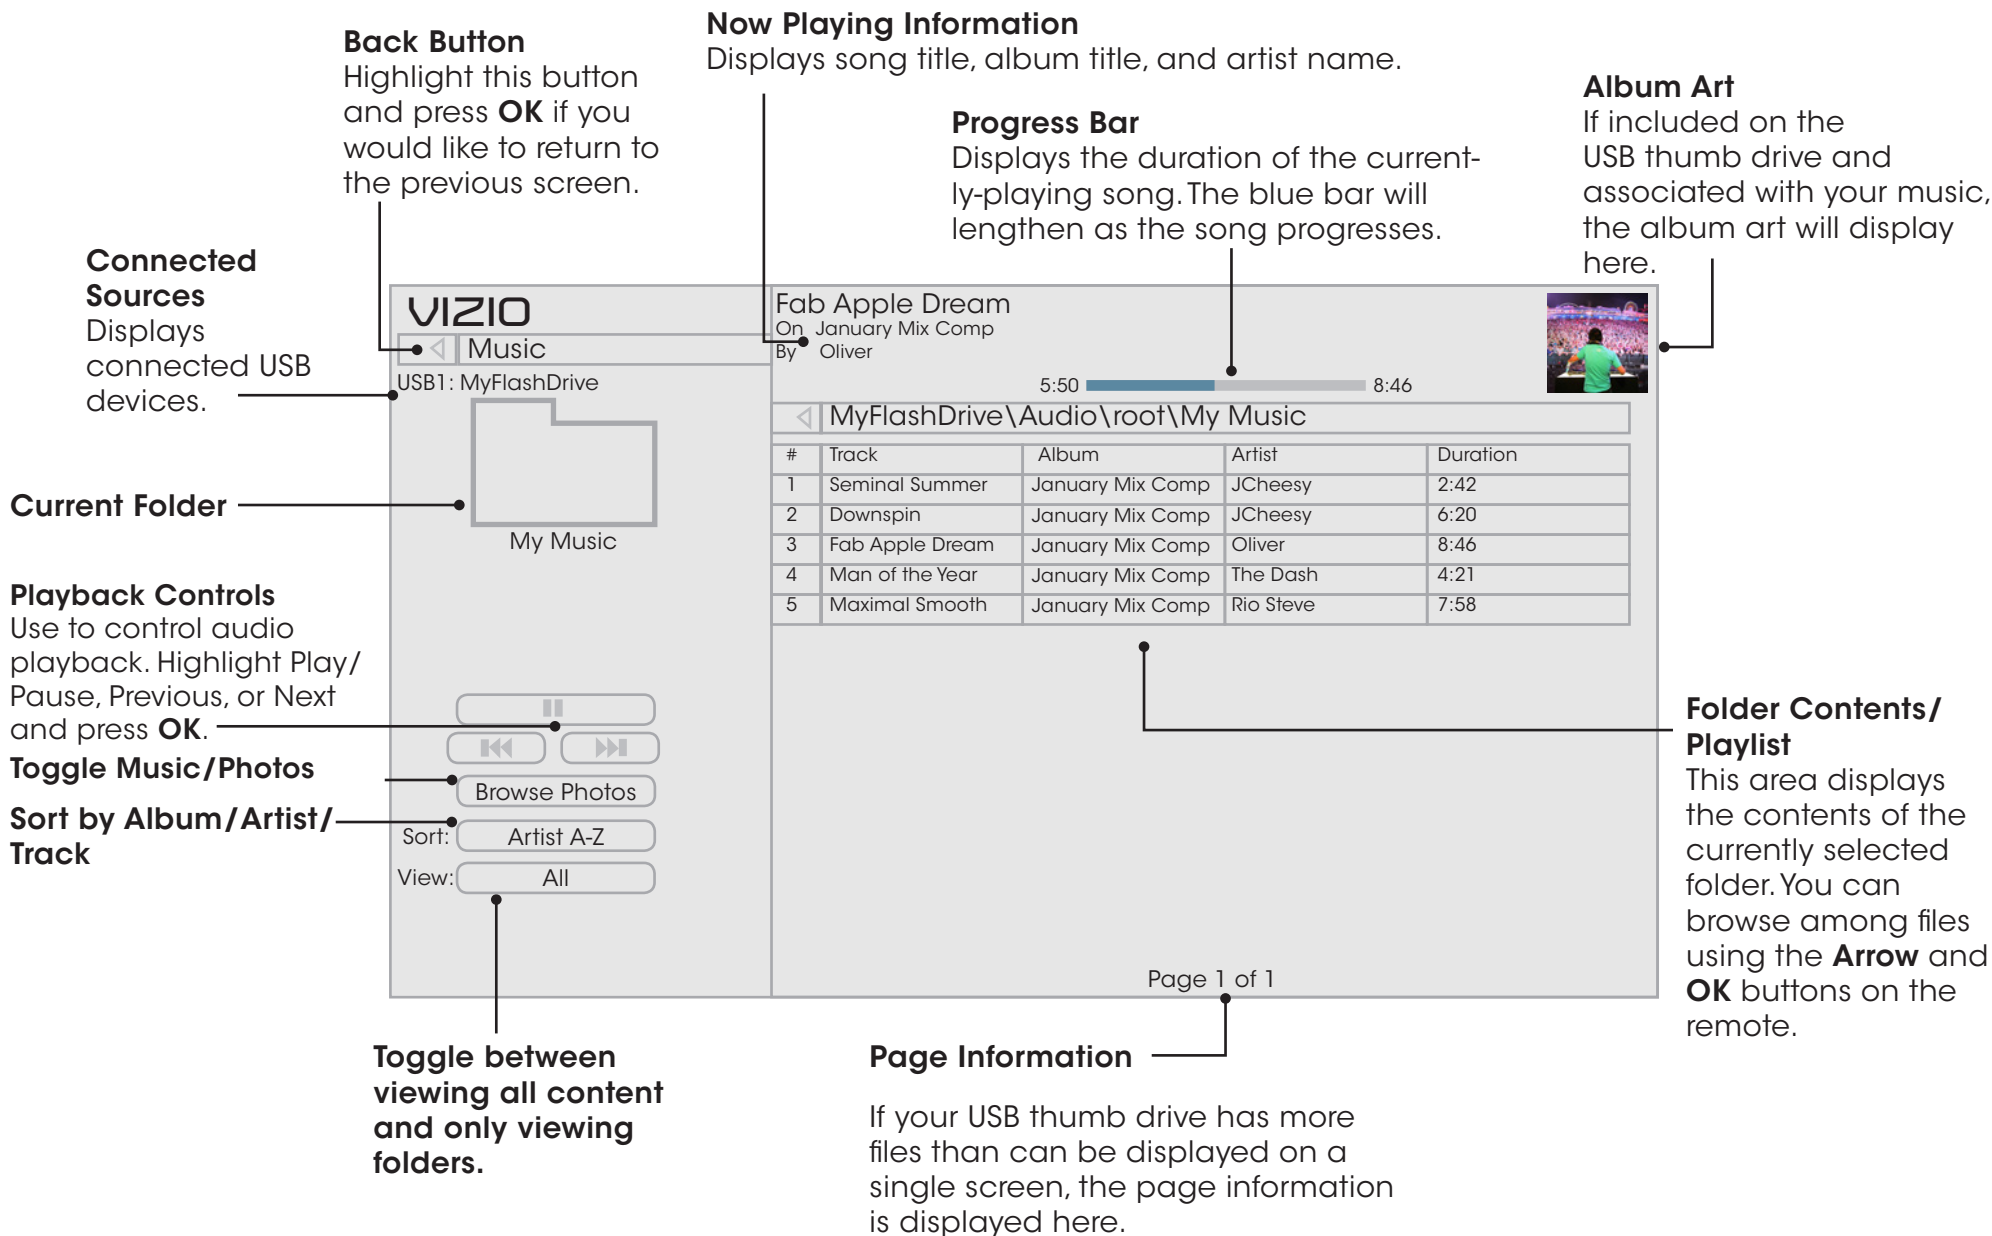 Back Button
Highlight this button
and press OK if you
would like to return to
the previous screen.
Now Playing Information
Displays song title, album title, and artist name.
Progress Bar
Displays the duration of the current-
ly-playing song. The blue bar will
lengthen as the song progresses.
Album Art
If included on the
USB thumb drive and
associated with your music,
the album art will display
here.
Connected
Sources
Displays
connected USB
devices.
Current Folder
Playback Controls
Use to control audio
playback. Highlight Play/
Pause, Previous, or Next
and press OK.
Toggle Music/Photos
Sort by Album/Artist/
Track
VIZIO
Music
USB1: MyFlashDrive
My Music
Browse Photos
Sort: Artist A-Z
View: All
Fab Apple Dream
On January Mix Comp
By Oliver
5:50 8:46
MyFlashDrive\Audio\root\My Music
# Track Album Artist Duration
1 Seminal Summer January Mix Comp JCheesy 2:42
2 Downspin January Mix Comp JCheesy 6:20
3 Fab Apple Dream January Mix Comp Oliver 8:46
4 Man of the Year January Mix Comp The Dash 4:21
5 Maximal Smooth January Mix Comp Rio Steve 7:58
Page 1 of 1
Folder Contents/
Playlist
This area displays
the contents of the
currently selected
folder. You can
browse among files
using the Arrow and
OK buttons on the
remote.
Toggle between
viewing all content
and only viewing
folders.
Page Information
If your USB thumb drive has more
files than can be displayed on a
single screen, the page information
is displayed here.